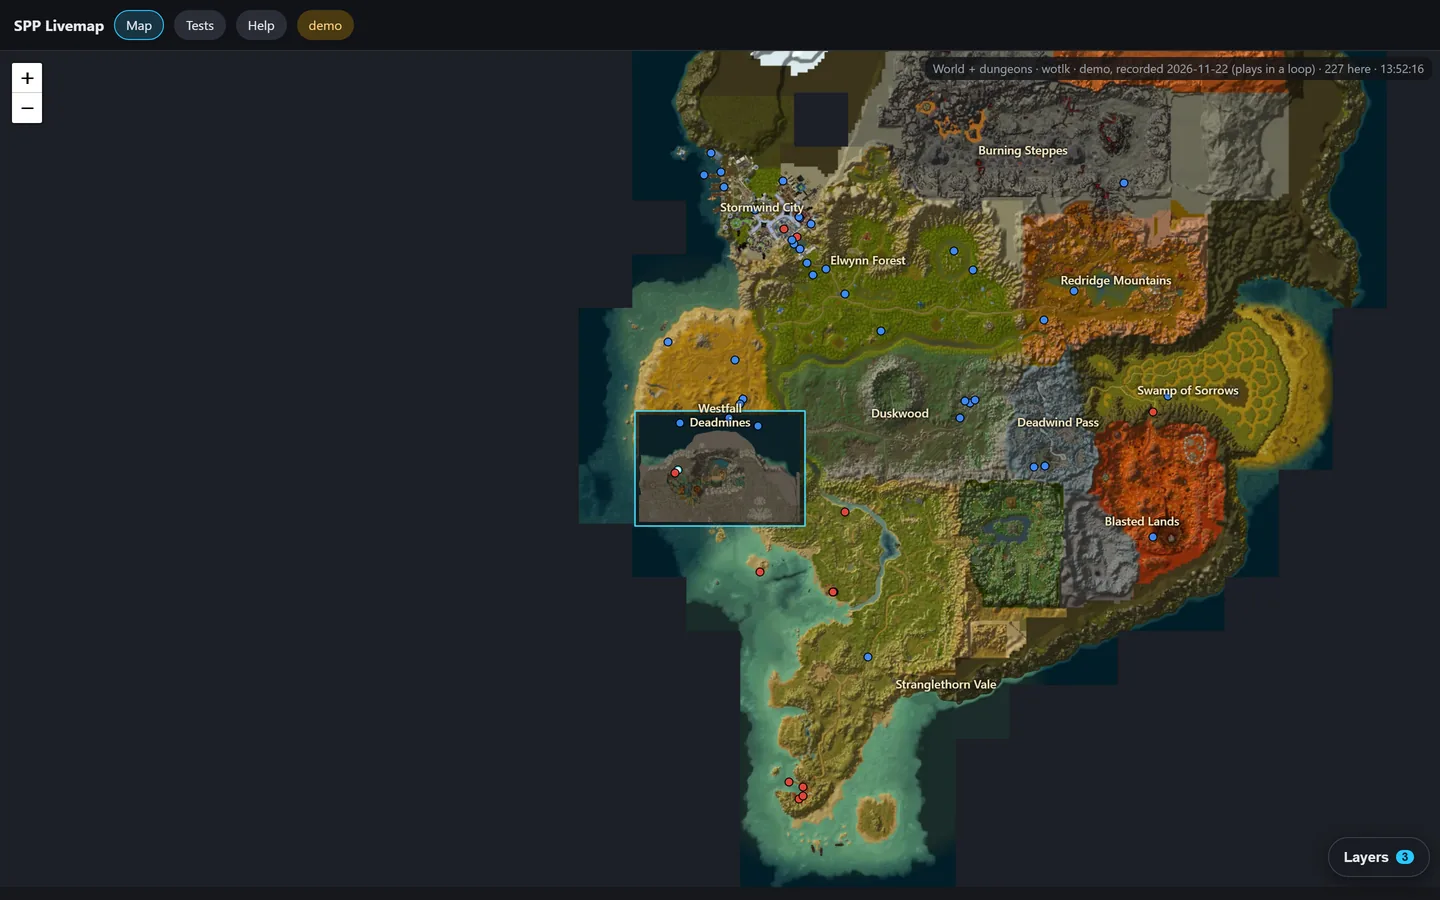 SPP Livemap
Map
Tests
Help
demo
+
−
World + dungeons · wotlk · demo, recorded 2026-11-22 (plays in a loop) · 227 here · 13:52:16
Burning Steppes
Stormwind City
Elwynn Forest
Redridge Mountains
Swamp of Sorrows
Westfall
Duskwood
Deadmines
Deadwind Pass
Blasted Lands
Stranglethorn Vale
Layers 3